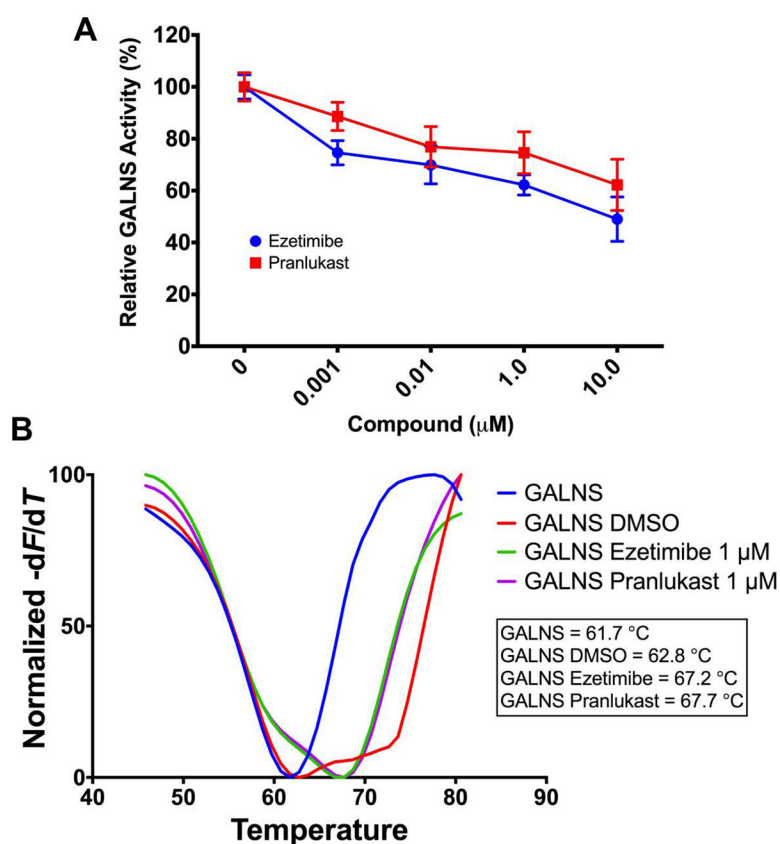 A
Relative GALNS Activity (%)
120
100
80
60
40
20
0
Ezetimibe
Pranlukast
0
0.001
0.01
1.0
10.0
Compound (μM)
B
Normalized -dF/dT
100
50
0
40
50
60
70
80
90
Temperature
GALNS
GALNS DMSO
GALNS Ezetimibe 1 μM
GALNS Pranlukast 1 μM
GALNS = 61.7 °C
GALNS DMSO = 62.8 °C
GALNS Ezetimibe = 67.2 °C
GALNS Pranlukast = 67.7 °C